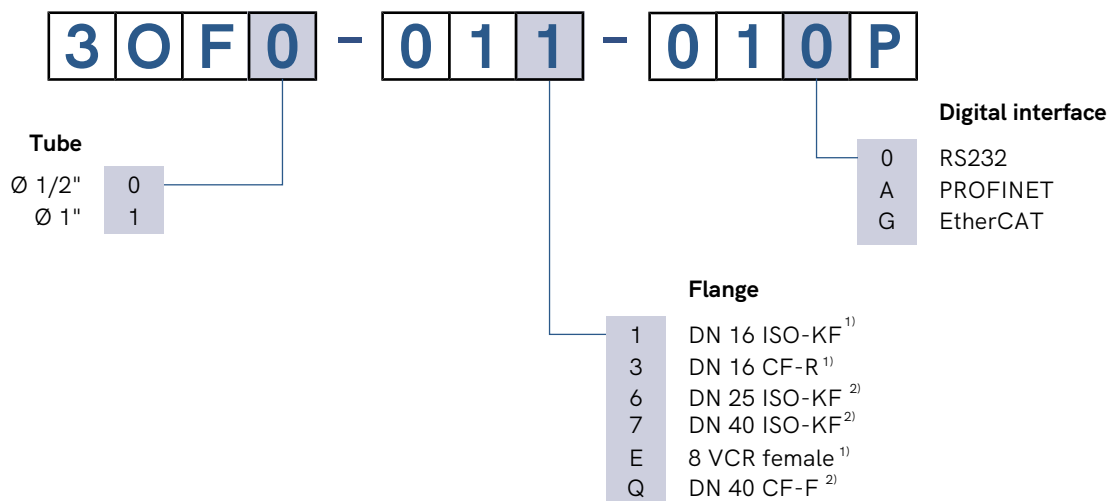 3OF0 - 011 - 010P
Tube
Ø 1/2" 0
Ø 1" 1
Digital interface
0 RS232
A PROFINET
G EtherCAT
Flange
1 DN 16 ISO-KF 1)
3 DN 16 CF-R 1)
6 DN 25 ISO-KF 2)
7 DN 40 ISO-KF 2)
E 8 VCR female 1)
Q DN 40 CF-F 2)